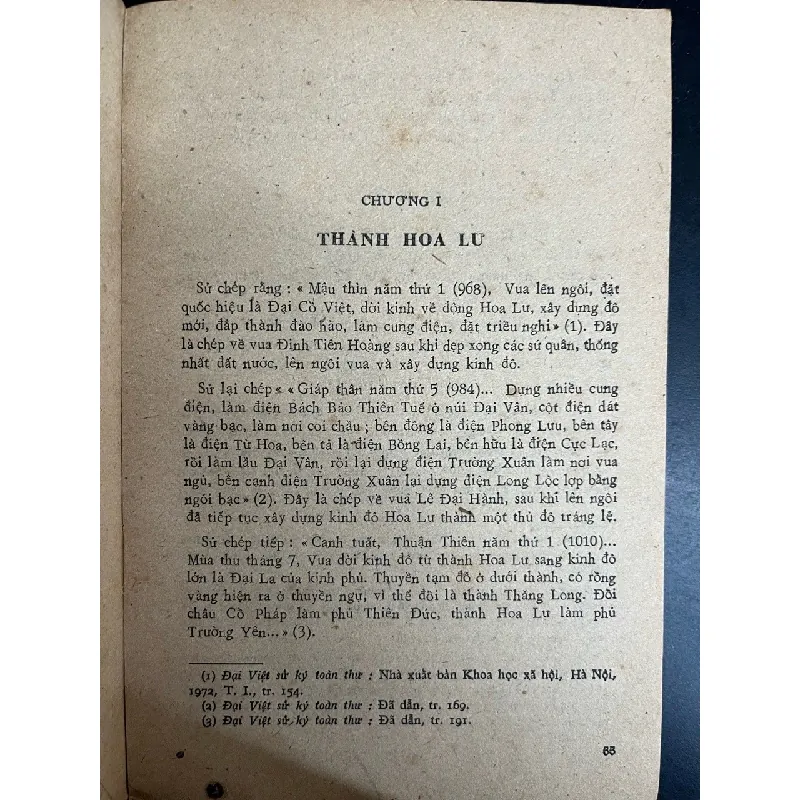 CHƯƠNG I
THÀNH HOA LƯ
Sử chép rằng : « Mậu thìn năm thứ 1 (968), Vua lên ngôi, đặt
quốc hiệu là Đại Cồ Việt, dời kinh về động Hoa Lư, xây dựng đô
mới, đắp thành đào hào, làm cung điện, đặt triều nghi» (1). Đây
là chép về vua Đinh Tiên Hoàng sau khi dẹp xong các sứ quân, thống
nhất đất nước, lên ngôi vua và xây dựng kinh đô.
Sử lại chép« «Giáp thân năm thứ 5 (984)... Dựng nhiều cung
điện, làm điện Bách Bảo Thiên Tuế ở núi Đại Vân, cột điện dát
vàng bạc, làm nơi coi chầu ; bên đông là điện Phong Lưu, bên tây
là điện Tử Hoa, bên tả là điện Bồng Lai, bên hữu là điện Cực Lạc,
rồi làm lầu Đại Vân, rồi lại dựng điện Trường Xuân làm nơi vua
ngủ, bên cạnh điện Trường Xuân lại dựng điện Long Lộc lợp bằng
ngói bạc» (2). Đây là chép về vua Lê Đại Hành, sau khi lên ngôi
đã tiếp tục xây dựng kinh đô Hoa Lư thành một thủ đô tráng lệ.
Sử chép tiếp : «Canh tuất, Thuận Thiên năm thứ 1 (1010)...
Mùa thu tháng 7, Vua dời kinh đô từ thành Hoa Lư sang kinh đô
lớn là Đại La của kinh phủ. Thuyền tạm đỗ ở dưới thành, có rồng
vàng hiện ra ở thuyền ngự, vì thế đổi là thành Thăng Long. Đổi
châu Cổ Pháp làm phủ Thiên Đức, thành Hoa Lư làm phủ
Trường Yên...» (3).
(1) Đại Việt sử ký toàn thư : Nhà xuất bản Khoa học xã hội, Hà Nội,
1972, T. I., tr. 154.
(2) Đại Việt sử ký toàn thư : Đã dẫn, tr. 169.
(3) Đại Việt sử ký toàn thư : Đã dẫn, tr. 191.
55